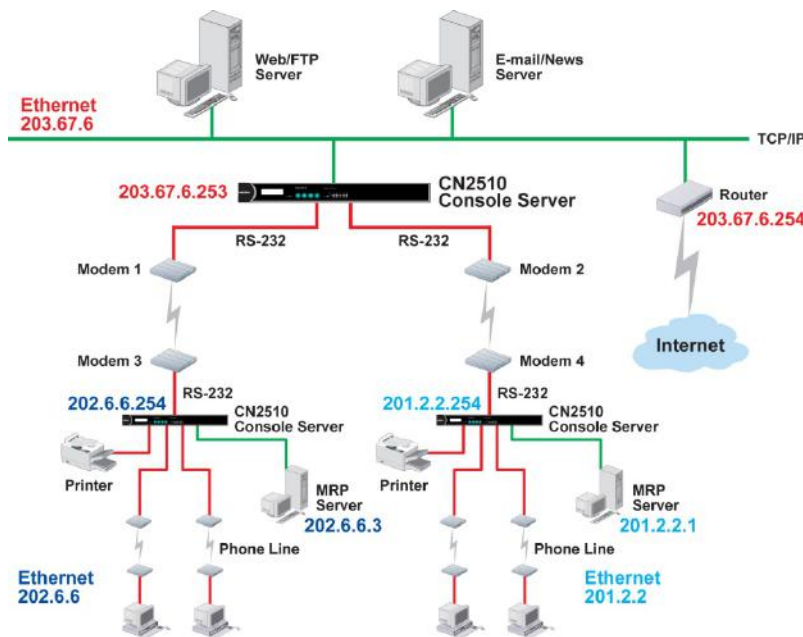 Web/FTP
Server
E-mail/News
Server
Ethernet
203.67.6
TCP/IP
203.67.6.253
CN2510
Console Server
Router
203.67.6.254
RS-232
RS-232
Modem 1
Modem 2
Internet
Modem 3
Modem 4
RS-232
RS-232
202.6.6.254
CN2510
Console Server
201.2.2.254
CN2510
Console Server
Printer
MRP
Server
202.6.6.3
Printer
MRP
Server
201.2.2.1
Phone Line
Phone Line
Ethernet
202.6.6
Ethernet
201.2.2